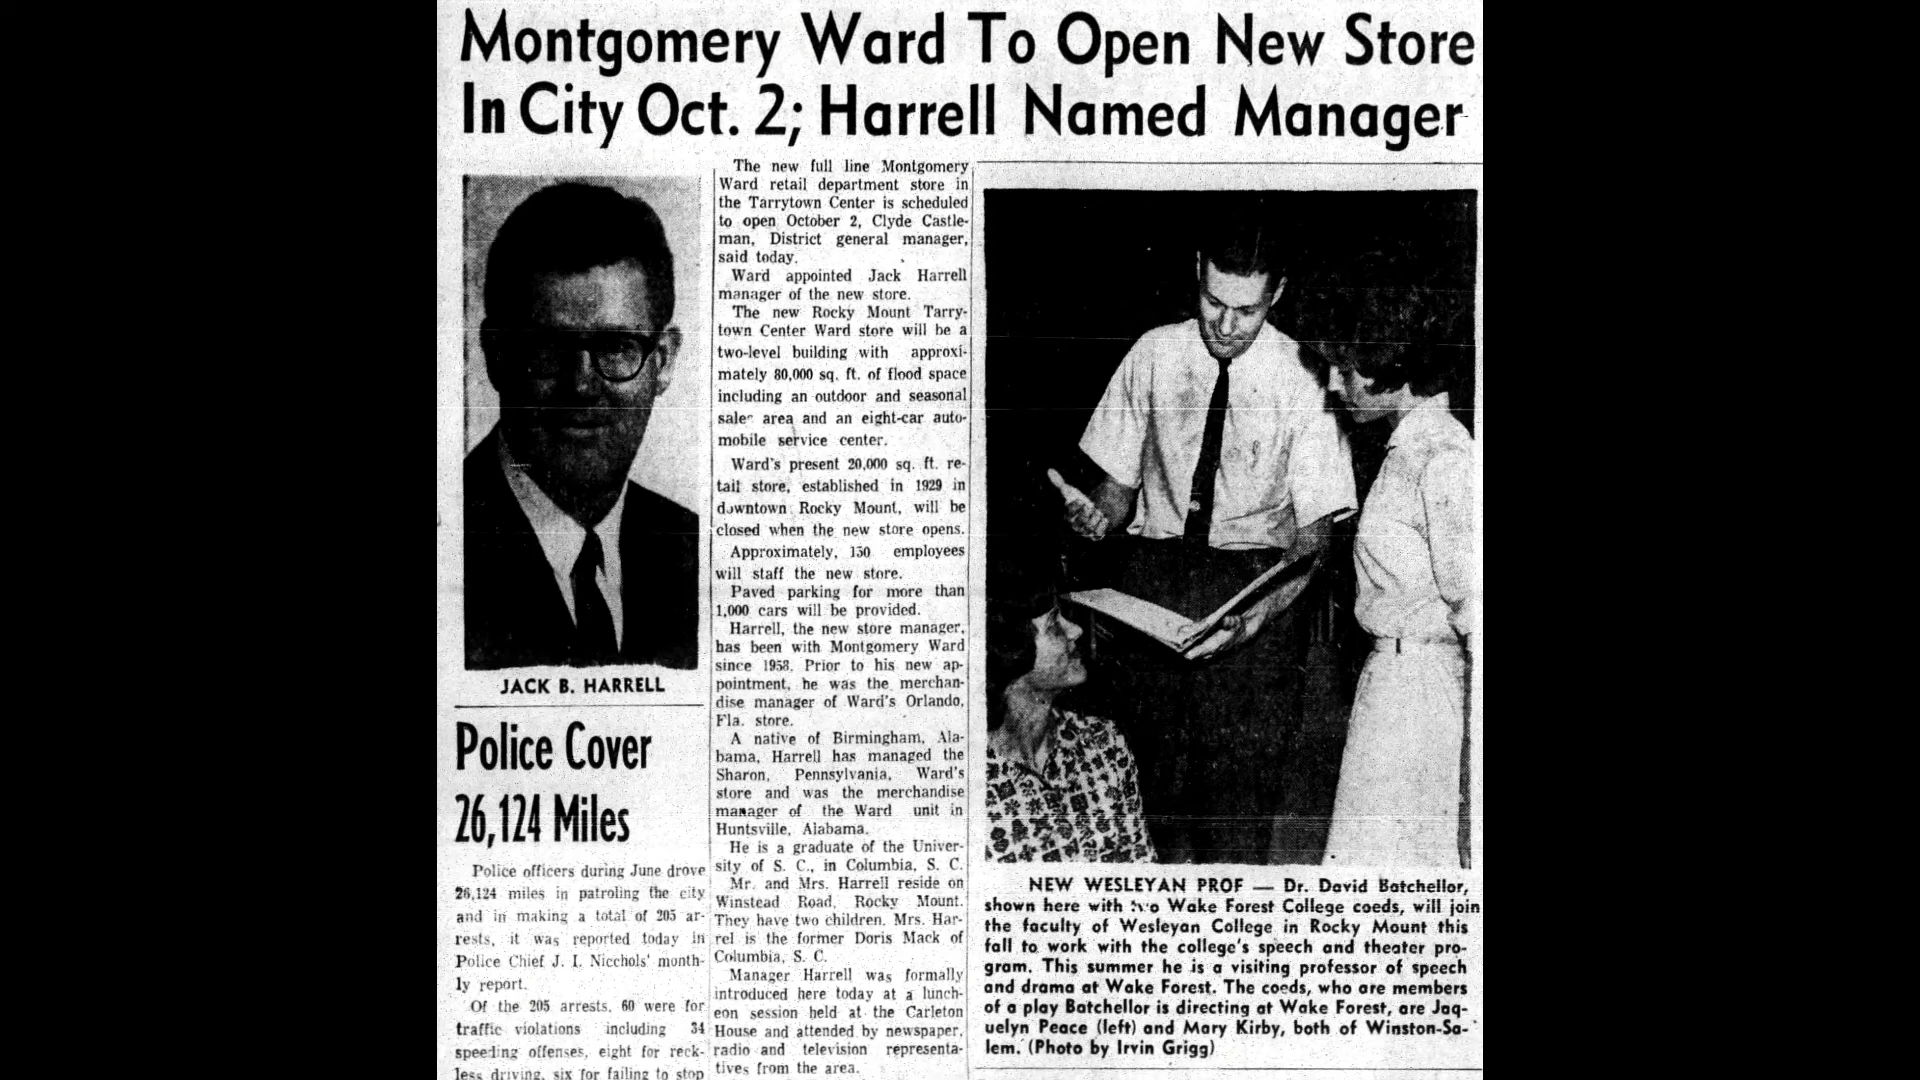 Montgomery Ward To Open New Store
In City Oct. 2; Harrell Named Manager
JACK B. HARRELL
Police Cover
26,124 Miles
Police officers during June drove
26,124 miles in patroling the city
and in making a total of 205 ar-
rests, it was reported today in
Police Chief J. I. Nicchols' month-
ly report.
Of the 205 arrests, 60 were for
traffic violations including 34
speeding offenses, eight for reck-
less driving, six for failing to stop
The new full line Montgomery
Ward retail department store in
the Tarrytown Center is scheduled
to open October 2, Clyde Castle-
man, District general manager,
said today.
Ward appointed Jack Harrell
manager of the new store.
The new Rocky Mount Tarry-
town Center Ward store will be a
two-level building with approxi-
mately 80,000 sq. ft. of flood space
including an outdoor and seasonal
sales area and an eight-car auto-
mobile service center.
Ward's present 20,000 sq. ft. re-
tail store, established in 1929 in
downtown Rocky Mount, will be
closed when the new store opens.
Approximately, 150 employees
will staff the new store.
Paved parking for more than
1,000 cars will be provided.
Harrell, the new store manager,
has been with Montgomery Ward
since 1958. Prior to his new ap-
pointment, he was the merchan-
dise manager of Ward's Orlando,
Fla. store.
A native of Birmingham, Ala-
bama, Harrell has managed the
Sharon, Pennsylvania, Ward's
store and was the merchandise
manager of the Ward unit in
Huntsville, Alabama.
He is a graduate of the Univer-
sity of S. C., in Columbia, S. C.
Mr. and Mrs. Harrell reside on
Winstead Road, Rocky Mount.
They have two children. Mrs. Har-
rel is the former Doris Mack of
Columbia, S. C.
Manager Harrell was formally
introduced here today at a lunch-
eon session held at the Carleton
House and attended by newspaper,
radio and television representa-
tives from the area.
NEW WESLEYAN PROF — Dr. David Batchellor,
shown here with two Wake Forest College coeds, will join
the faculty of Wesleyan College in Rocky Mount this
fall to work with the college's speech and theater pro-
gram. This summer he is a visiting professor of speech
and drama at Wake Forest. The coeds, who are members
of a play Batchellor is directing at Wake Forest, are Jaq-
uelyn Peace (left) and Mary Kirby, both of Winston-Sa-
lem. (Photo by Irvin Grigg)